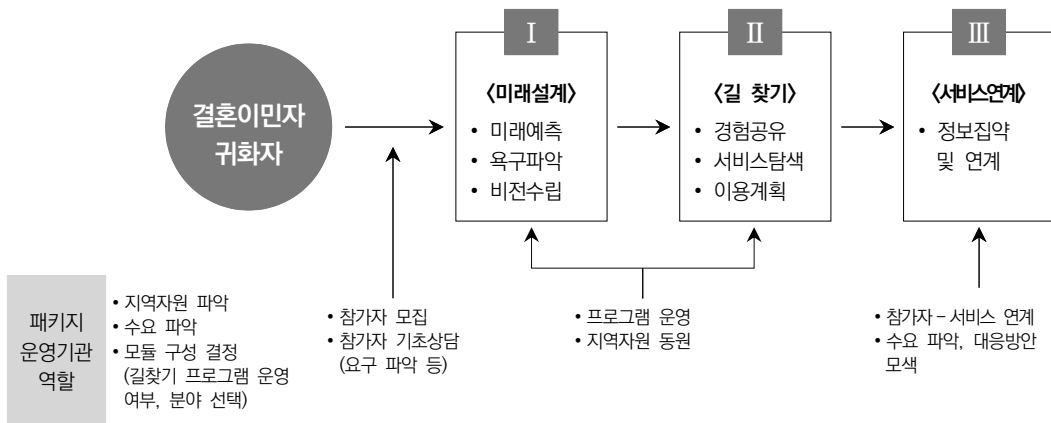 결혼이민자
귀화자
Ⅰ
〈미래설계〉
• 미래예측
• 욕구파악
• 비전수립
Ⅱ
〈길 찾기〉
• 경험공유
• 서비스탐색
• 이용계획
Ⅲ
〈서비스연계〉
• 정보집약
및 연계
패키지
운영기관
역할
• 지역자원 파악
• 수요 파악
• 모듈 구성 결정
(길찾기 프로그램 운영
여부, 분야 선택)
• 참가자 모집
• 참가자 기초상담
(요구 파악 등)
• 프로그램 운영
• 지역자원 동원
• 참가자 – 서비스 연계
• 수요 파악, 대응방안
모색